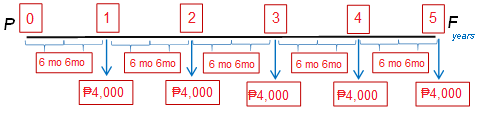 P 0 1 2 3 4 5 F
years
6 mo 6mo 6 mo 6mo 6 mo 6mo 6 mo 6mo 6 mo 6mo
₱4,000 ₱4,000 ₱4,000 ₱4,000 ₱4,000